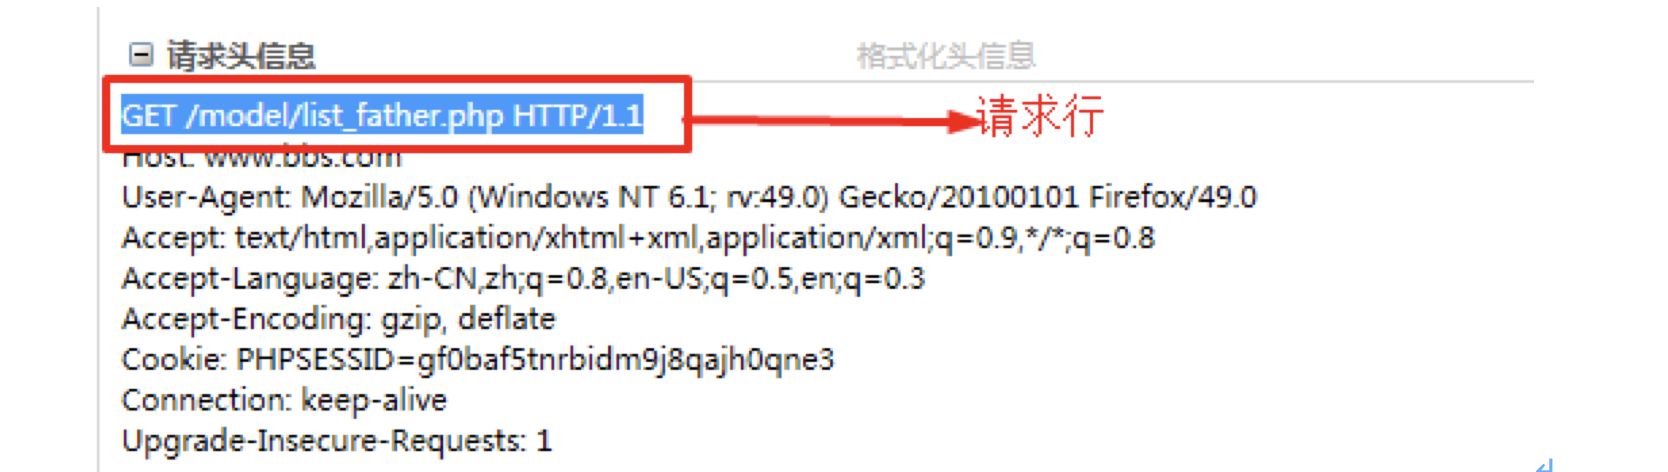 请求头信息
格式化头信息
GET /model/list_father.php HTTP/1.1
请求行
Host: www.bbs.com
User-Agent: Mozilla/5.0 (Windows NT 6.1; rv:49.0) Gecko/20100101 Firefox/49.0
Accept: text/html,application/xhtml+xml,application/xml;q=0.9,*/*;q=0.8
Accept-Language: zh-CN,zh;q=0.8,en-US;q=0.5,en;q=0.3
Accept-Encoding: gzip, deflate
Cookie: PHPSESSID=gf0baf5tnrbidm9j8qajh0qne3
Connection: keep-alive
Upgrade-Insecure-Requests: 1